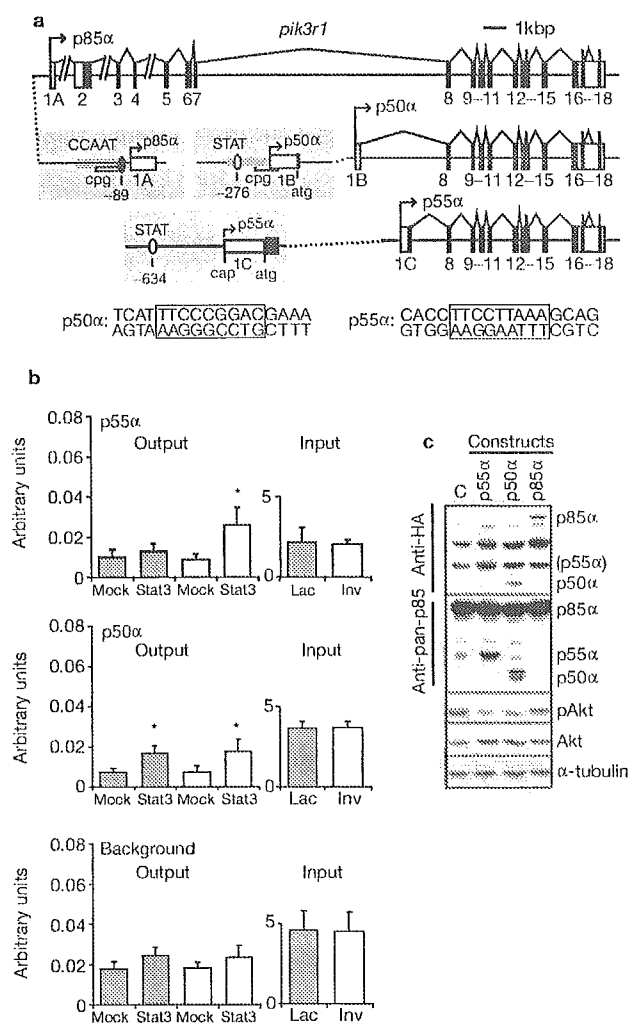 a
pik3r1
1kbp
p85α
1A 2 3 4 5 67 8 9--11 12--15 16--18
CCAAT p85α STAT p50α p50α
cpg 1A cpg 1B
--89 --276 atg
1B 8 9--11 12--15 16--18
STAT p55α p55α
--634 cap 1C atg
1C 8 9--11 12--15 16--18
p50α: TCATTTCCCGGACGAAA
AGTAAAGGGCCTGCTTT
p55α: CACCTTCCTTAAAGCAG
GTGGAAGGAATTTCGTC
b
p55α
Output Input
Arbitrary units
0.08
0.06
0.04
0.02
0
*
5
0
Mock Stat3 Mock Stat3 Lac Inv
p50α
Output Input
Arbitrary units
0.08
0.06
0.04
0.02
0
* *
5
0
Mock Stat3 Mock Stat3 Lac Inv
Background
Output Input
Arbitrary units
0.08
0.06
0.04
0.02
0
5
0
Mock Stat3 Mock Stat3 Lac Inv
c Constructs
C p55α p50α p85α
Anti-HA
p85α
(p55α)
p50α
Anti-pan-p85
p85α
p55α
p50α
pAkt
Akt
α-tubulin